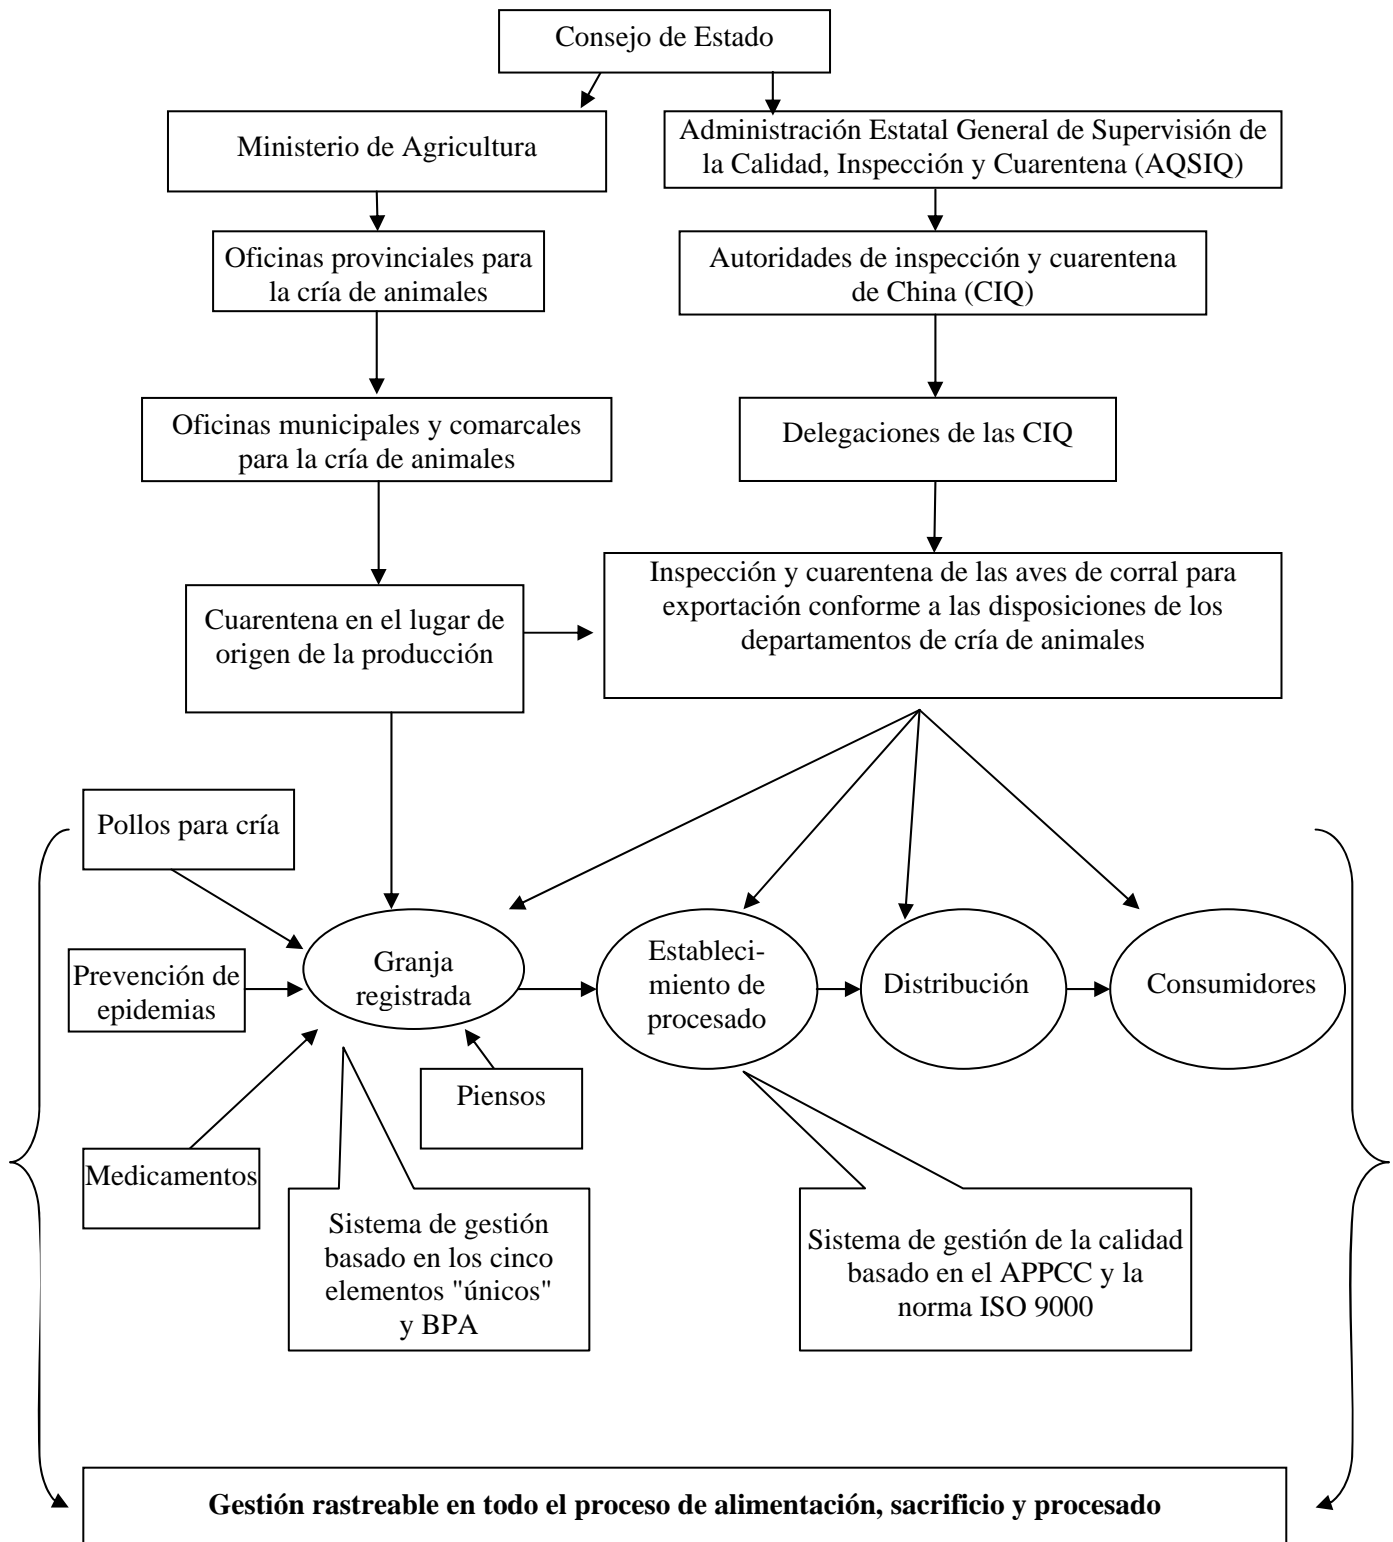 Consejo de Estado
Ministerio de Agricultura
Administración Estatal General de Supervisión de
la Calidad, Inspección y Cuarentena (AQSIQ)
Oficinas provinciales para
la cría de animales
Autoridades de inspección y cuarentena
de China (CIQ)
Oficinas municipales y comarcales
para la cría de animales
Delegaciones de las CIQ
Cuarentena en el lugar de
origen de la producción
Inspección y cuarentena de las aves de corral para
exportación conforme a las disposiciones de los
departamentos de cría de animales
Pollos para cría
Prevención de
epidemias
Granja
registrada
Estableci-
miento de
procesado
Distribución
Consumidores
Piensos
Medicamentos
Sistema de gestión
basado en los cinco
elementos "únicos"
y BPA
Sistema de gestión de la calidad
basado en el APPCC y la
norma ISO 9000
Gestión rastreable en todo el proceso de alimentación, sacrificio y procesado